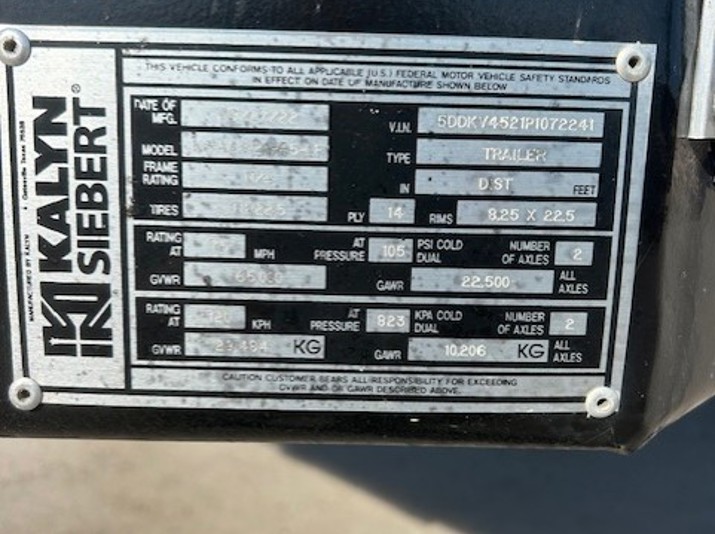 THIS VEHICLE CONFORMS TO ALL APPLICABLE (U.S.) FEDERAL MOTOR VEHICLE SAFETY STANDARDS
IN EFFECT ON DATE OF MANUFACTURE SHOWN BELOW
MANUFACTURED BY KALYN
KALYN
SIEBERT®
DATE OF
MFG.
V.I.N. 5DDKV4521P1072241
MODEL
TYPE TRAILER
FRAME
RATING
IN D.ST FEET
TIRES
PLY 14 RIMS 8.25 X 22.5
RATING
AT MPH
AT
PRESSURE 105 PSI COLD
DUAL
NUMBER
OF AXLES 2
GVWR
GAWR 22,500 ALL
AXLES
RATING
AT 120 KPH
AT
PRESSURE 823 KPA COLD
DUAL
NUMBER
OF AXLES 2
GVWR KG
GAWR 10,206 KG ALL
AXLES
CAUTION CUSTOMER BEARS ALL RESPONSIBILITY FOR EXCEEDING
GVWR AND OR GAWR DESCRIBED ABOVE.